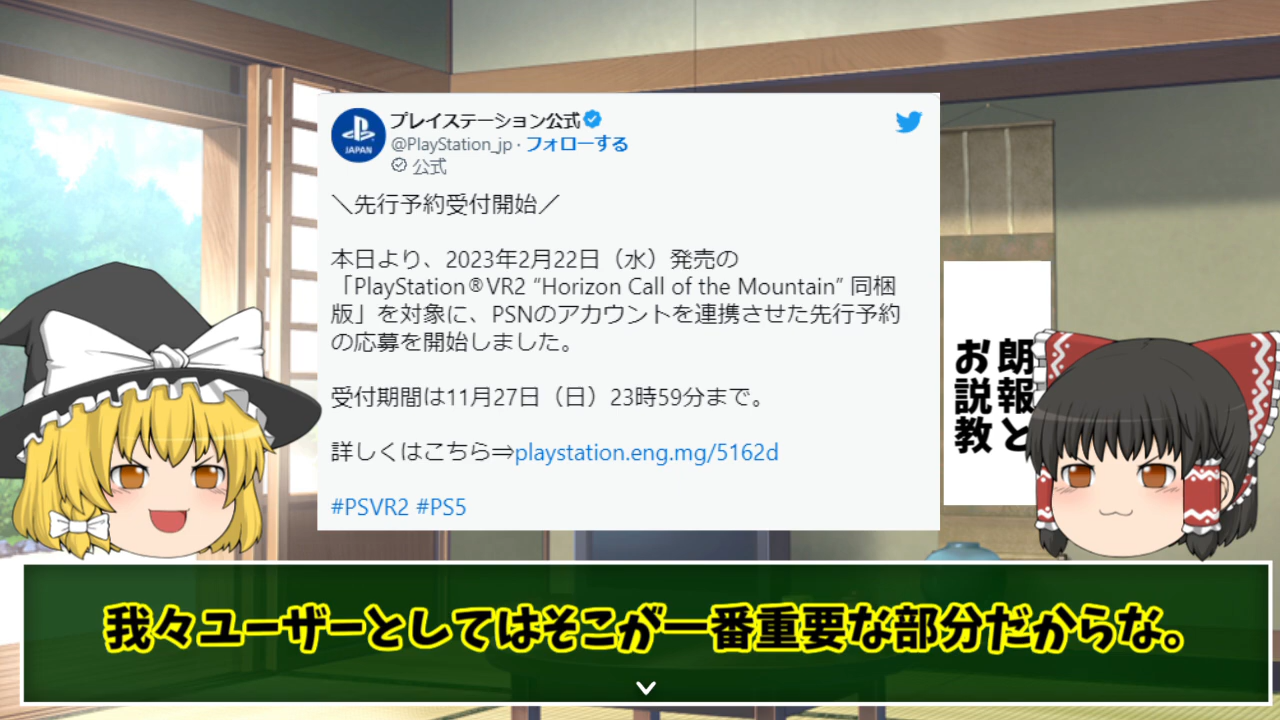 プレイステーション公式
@PlayStation_jp · フォローする
公式
JAPAN
＼先行予約受付開始／
本日より、2023年2月22日（水）発売の
「PlayStation®VR2 “Horizon Call of the Mountain” 同梱
版」を対象に、PSNのアカウントを連携させた先行予約
の応募を開始しました。
受付期間は11月27日（日）23時59分まで。
詳しくはこちら⇒playstation.eng.mg/5162d
#PSVR2 #PS5
朗報と
お説教
我々ユーザーとしてはそこが一番重要な部分だからな。